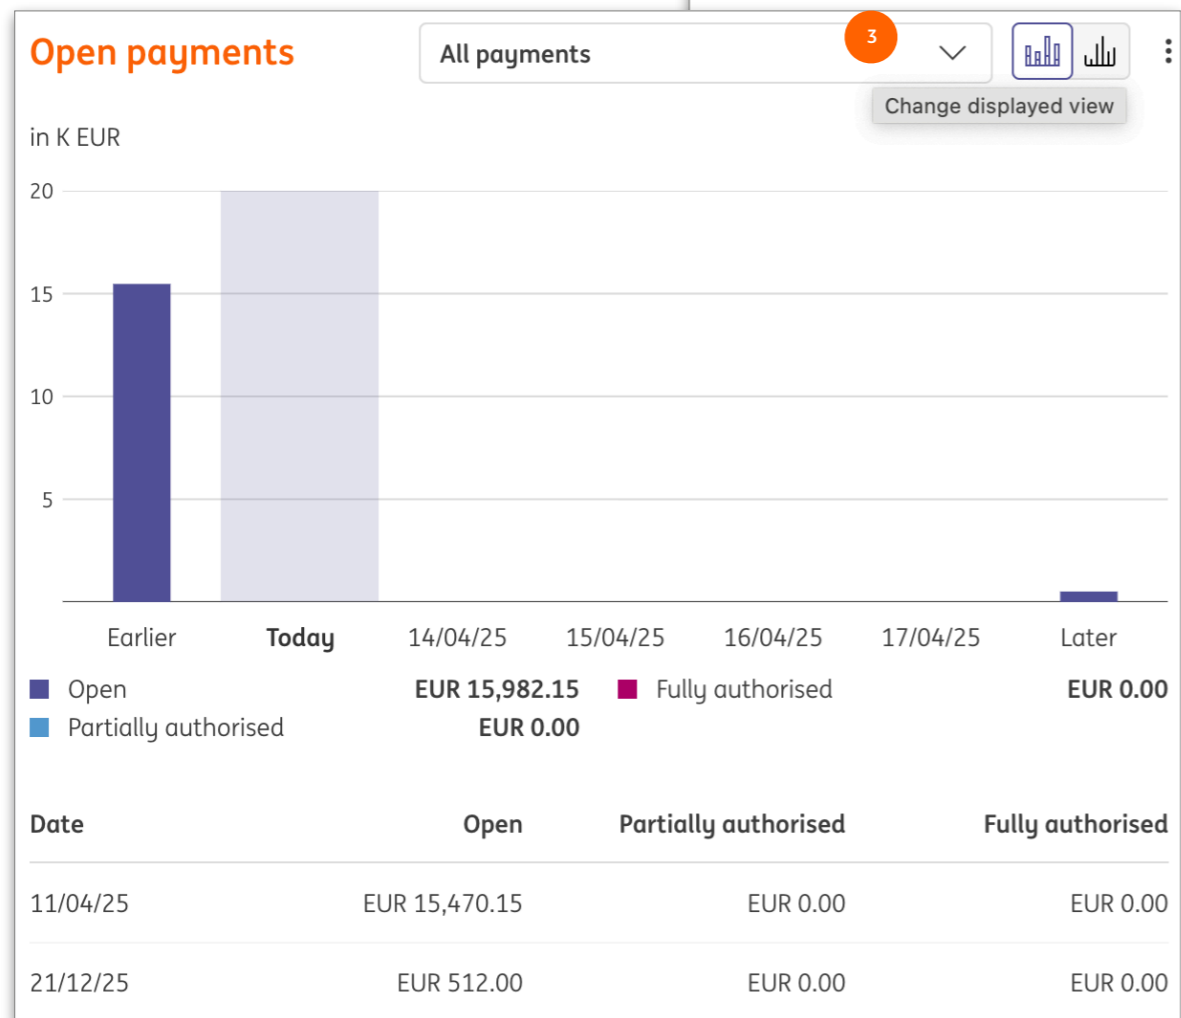 Open payments
All payments
3
Change displayed view
in K EUR
20
15
10
5
Earlier Today 14/04/25 15/04/25 16/04/25 17/04/25 Later
Open EUR 15,982.15 Fully authorised EUR 0.00
Partially authorised EUR 0.00
Date Open Partially authorised Fully authorised
11/04/25 EUR 15,470.15 EUR 0.00 EUR 0.00
21/12/25 EUR 512.00 EUR 0.00 EUR 0.00